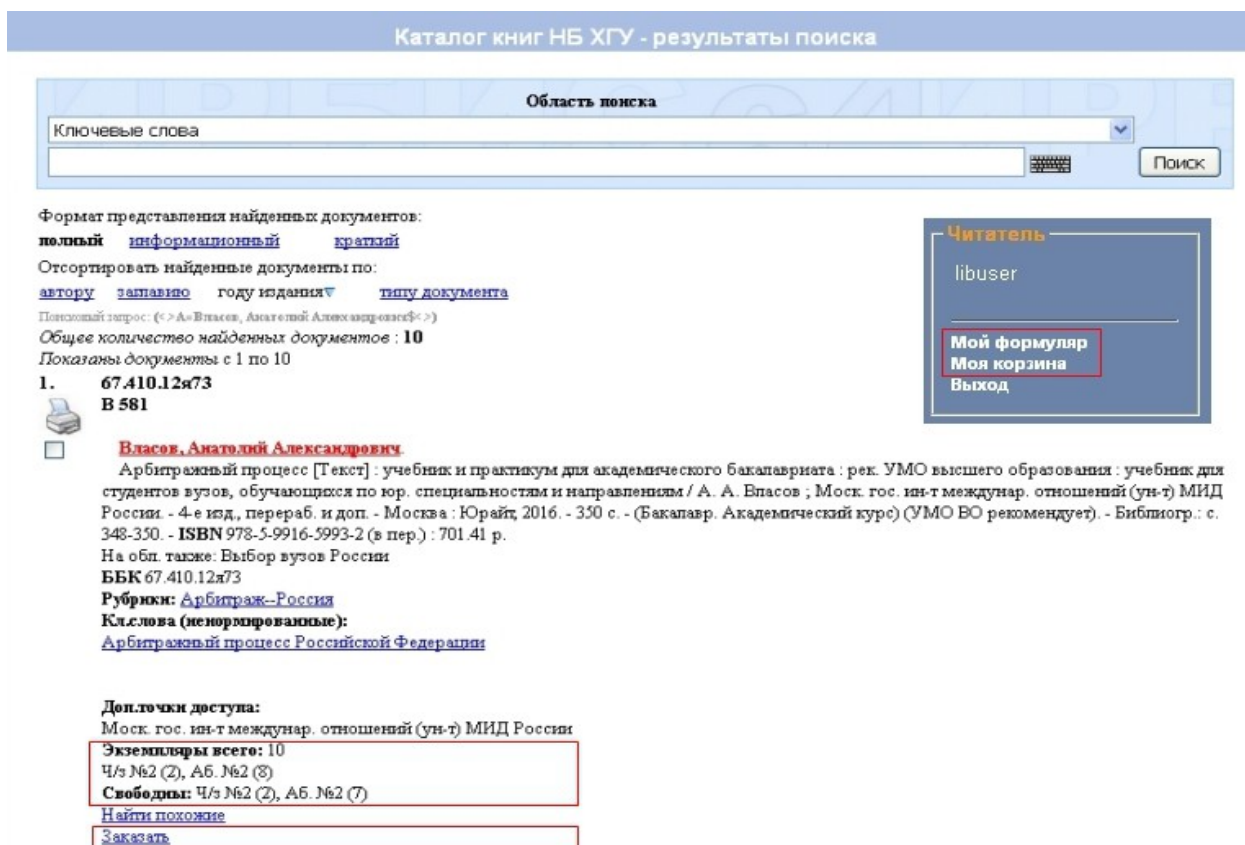 Каталог книг НБ ХГУ - результаты поиска
Область поиска
Ключевые слова
Поиск
Формат представления найденных документов:
полный информационный краткий
Отсортировать найденные документы по:
автору заглавию году издания типу документа
Поисковый запрос: (<>A=Власов, Анатолий Александрович$<>)
Общее количество найденных документов : 10
Показаны документы с 1 по 10
Читатель
libuser
Мой формуляр
Моя корзина
Выход
1. 67.410.12я73
В 581
Власов, Анатолий Александрович.
Арбитражный процесс [Текст] : учебник и практикум для академического бакалавриата : рек. УМО высшего образования : учебник для
студентов вузов, обучающихся по юр. специальностям и направлениям / А. А. Власов ; Моск. гос. ин-т междунар. отношений (ун-т) МИД
России. - 4-е изд., перераб. и доп. - Москва : Юрайт, 2016. - 350 с. - (Бакалавр. Академический курс) (УМО ВО рекомендует). - Библиогр.: с.
348-350. - ISBN 978-5-9916-5993-2 (в пер.) : 701.41 р.
На обл. также: Выбор вузов России
ББК 67.410.12я73
Рубрики: Арбитраж--Россия
Кл.слова (ненормированные):
Арбитражный процесс Российской Федерации
Доп.точки доступа:
Моск. гос. ин-т междунар. отношений (ун-т) МИД России
Экземпляры всего: 10
Ч/з №2 (2), Аб. №2 (8)
Свободны: Ч/з №2 (2), Аб. №2 (7)
Найти похожие
Заказать